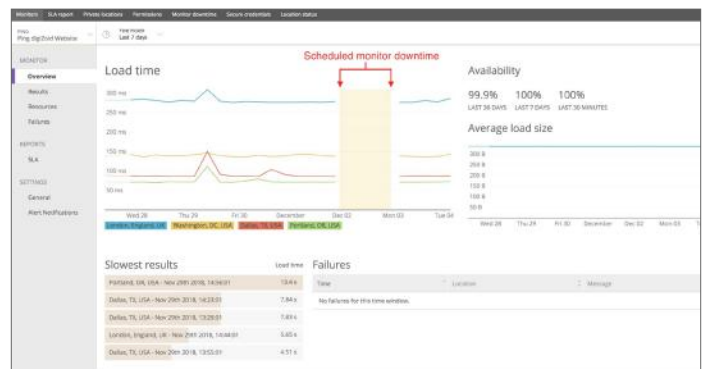 Monitors SLA report Private locations Permissions Monitor downtime Secure credentials Location status
PING
Ping digi2vid Website
TIME PICKER
Last 7 days
MONITOR
Overview
Results
Resources
Failures
REPORTS
SLA
SETTINGS
General
Alert Notifications
Load time
Scheduled monitor downtime
300 ms
250 ms
200 ms
150 ms
100 ms
50 ms
Wed 28 Thu 29 Fri 30 December Dec 02 Mon 03 Tue 04
London, England, UK Washington, DC, USA Dallas, TX, USA Portland, OR, USA
Availability
99.9% 100% 100%
LAST 30 DAYS LAST 7 DAYS LAST 30 MINUTES
Average load size
300 B
250 B
200 B
150 B
100 B
50 B
Wed 28 Thu 29 Fri 30 December Dec 02 Mon 03
Slowest results Load time
Portland, OR, USA - Nov 29th 2018, 14:56:01
Dallas, TX, USA - Nov 29th 2018, 14:23:01 7.84 s
Dallas, TX, USA - Nov 29th 2018, 13:28:01
London, England, UK - Nov 29th 2018, 14:44:01 5.65 s
Dallas, TX, USA - Nov 29th 2018, 13:55:01 4.51 s
Failures
Time Location Message
No failures for this time window.